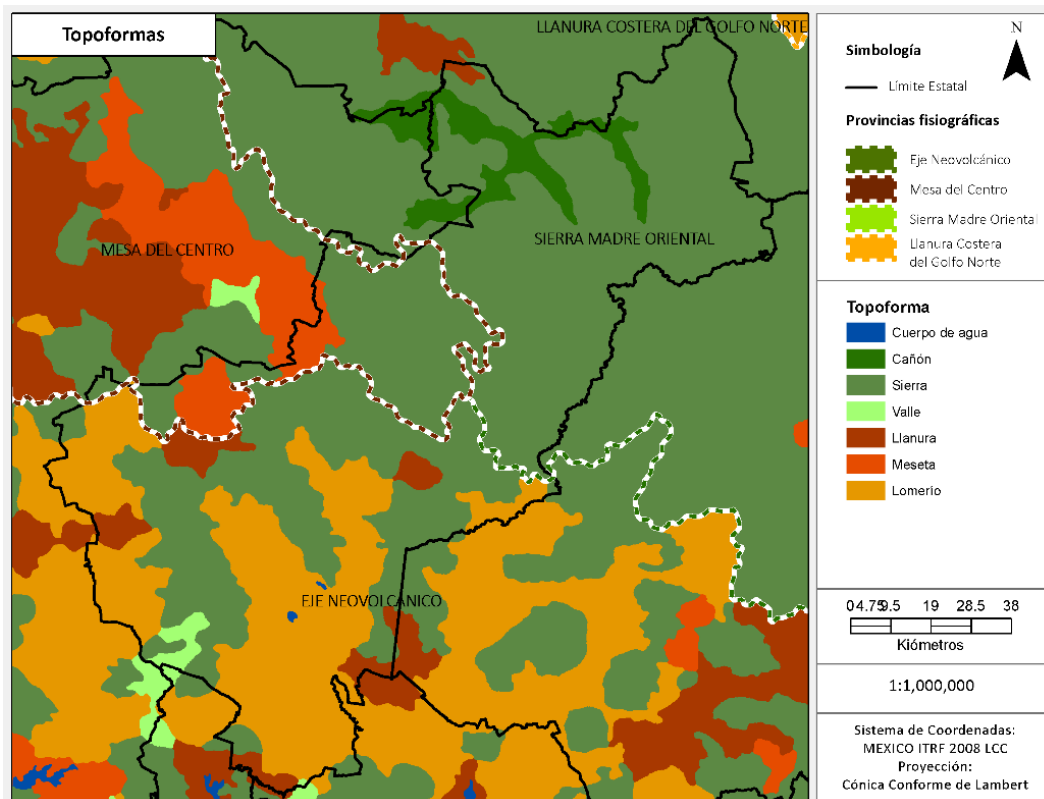 Topoformas
LLANURA COSTERA DEL GOLFO NORTE
MESA DEL CENTRO
SIERRA MADRE ORIENTAL
EJE NEOVOLCÁNICO
N
Simbología
Límite Estatal
Provincias fisiográficas
Eje Neovolcánico
Mesa del Centro
Sierra Madre Oriental
Llanura Costera
del Golfo Norte
Topoforma
Cuerpo de agua
Cañón
Sierra
Valle
Llanura
Meseta
Lomerio
0 4.75 9.5 19 28.5 38
Kiómetros
1:1,000,000
Sistema de Coordenadas:
MEXICO ITRF 2008 LCC
Proyección:
Cónica Conforme de Lambert